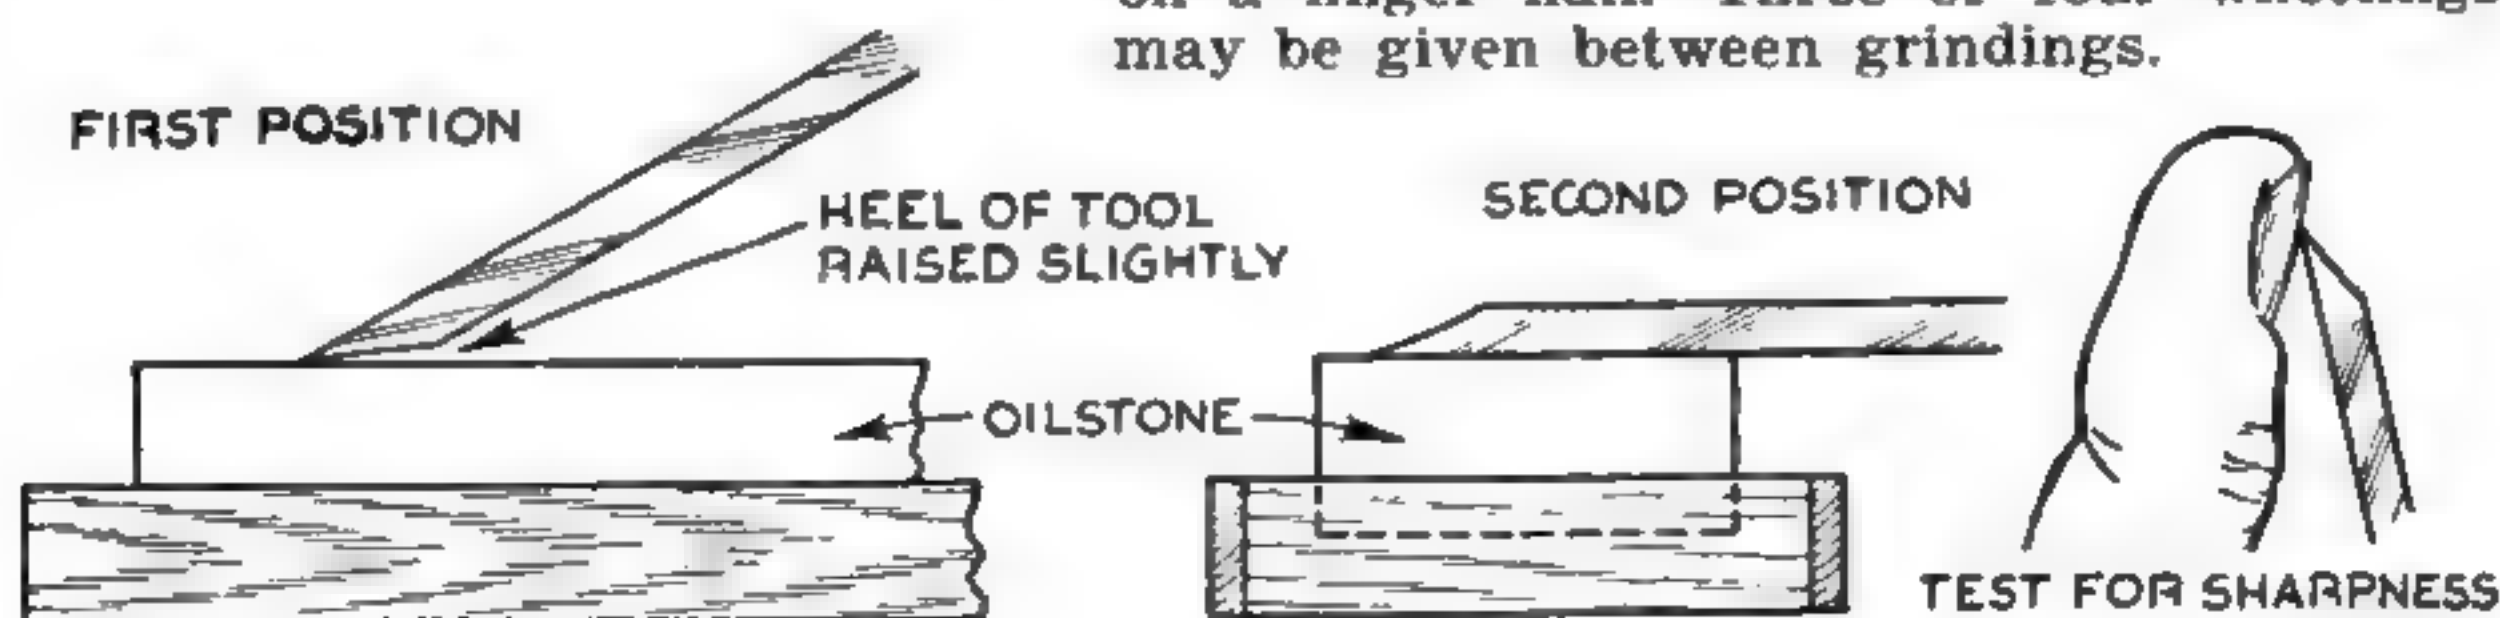 may be given between grindings.
FIRST POSITION
HEEL OF TOOL
RAISED SLIGHTLY
SECOND POSITION
OILSTONE
TEST FOR SHARPNESS